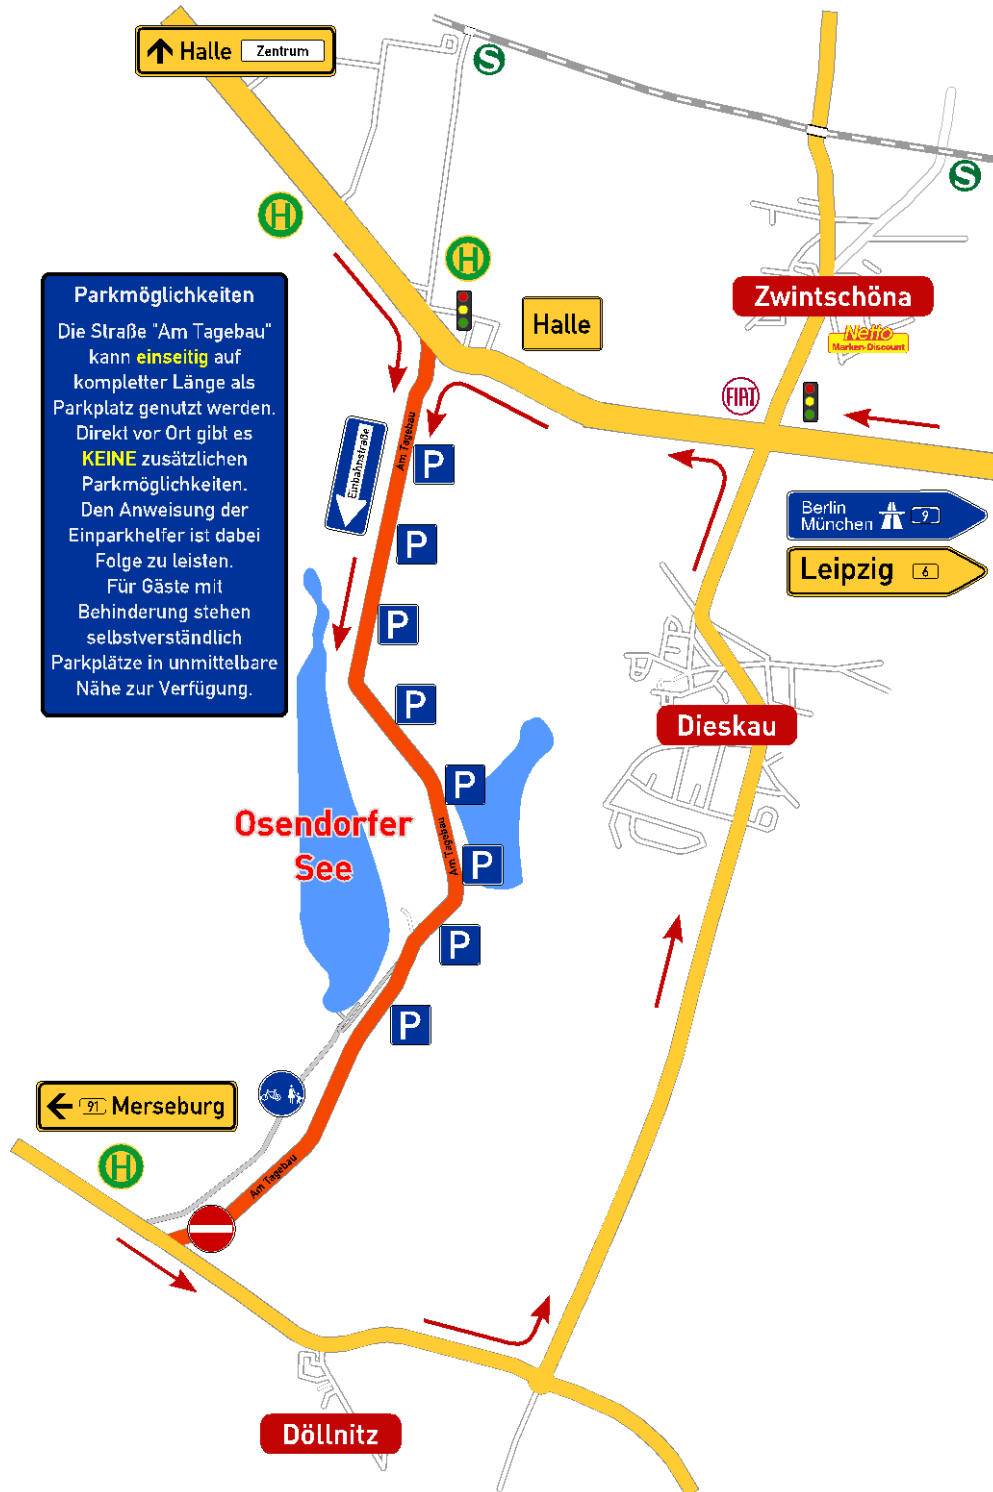 Halle Zentrum
S
S
H
H
Zwintschöna
Netto
Marken-Discount
Halle
FIAT
Parkmöglichkeiten
Die Straße "Am Tagebau"
kann einseitig auf
kompletter Länge als
Parkplatz genutzt werden.
Direkt vor Ort gibt es
KEINE zusätzlichen
Parkmöglichkeiten.
Den Anweisung der
Einparkhelfer ist dabei
Folge zu leisten.
Für Gäste mit
Behinderung stehen
selbstverständlich
Parkplätze in unmittelbare
Nähe zur Verfügung.
Einbahnstraße
Am Tagebau
P
P
P
P
P
P
P
P
Berlin
München 9
Leipzig 6
Dieskau
Osendorfer
See
Am Tagebau
91 Merseburg
H
Am Tagebau
Döllnitz